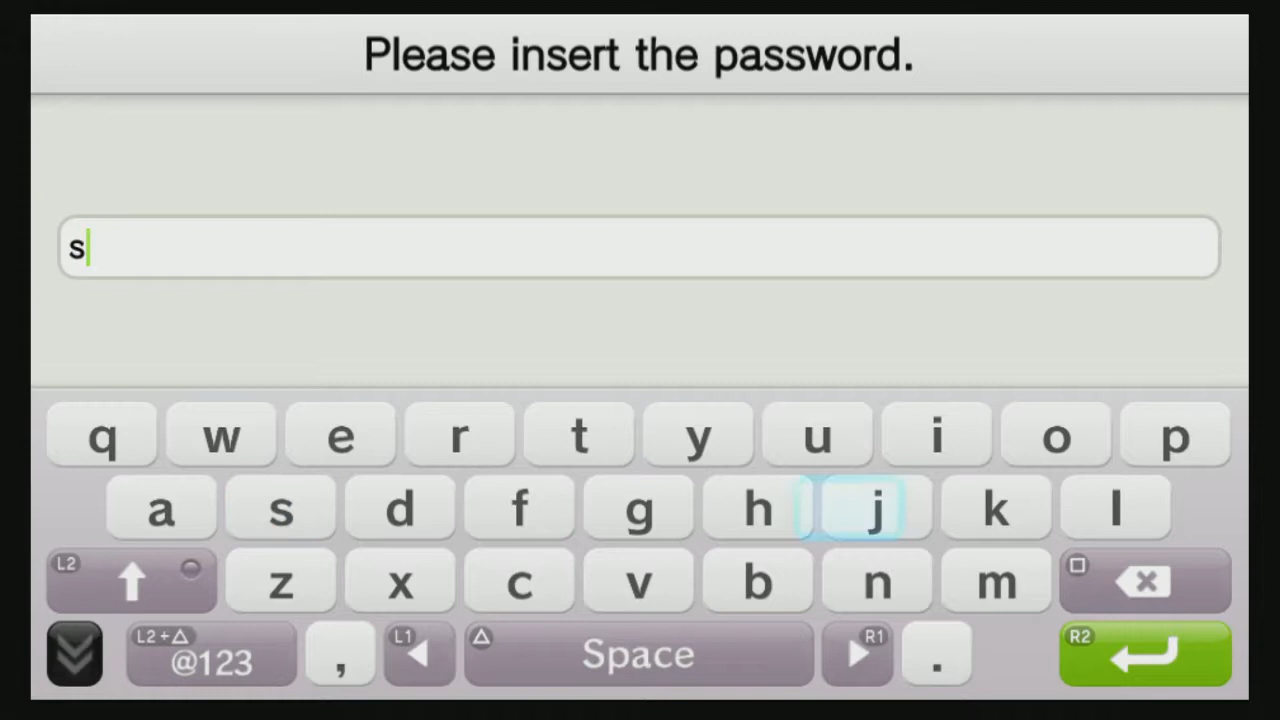 Please insert the password.
s
q w e r t y u i o p
a s d f g h j k l
L2 z x c v b n m
L2+△ @123 , L1 △ Space R1 . R2